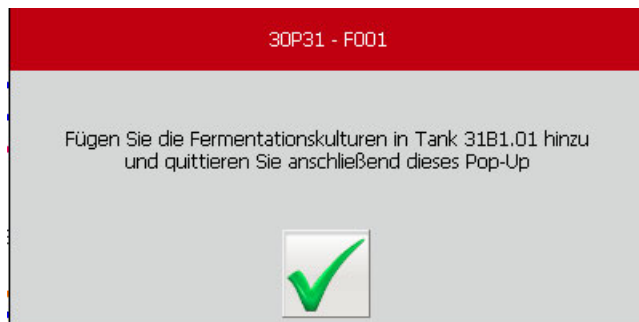 30P31 - F001
Fügen Sie die Fermentationskulturen in Tank 31B1.01 hinzu
und quittieren Sie anschließend dieses Pop-Up